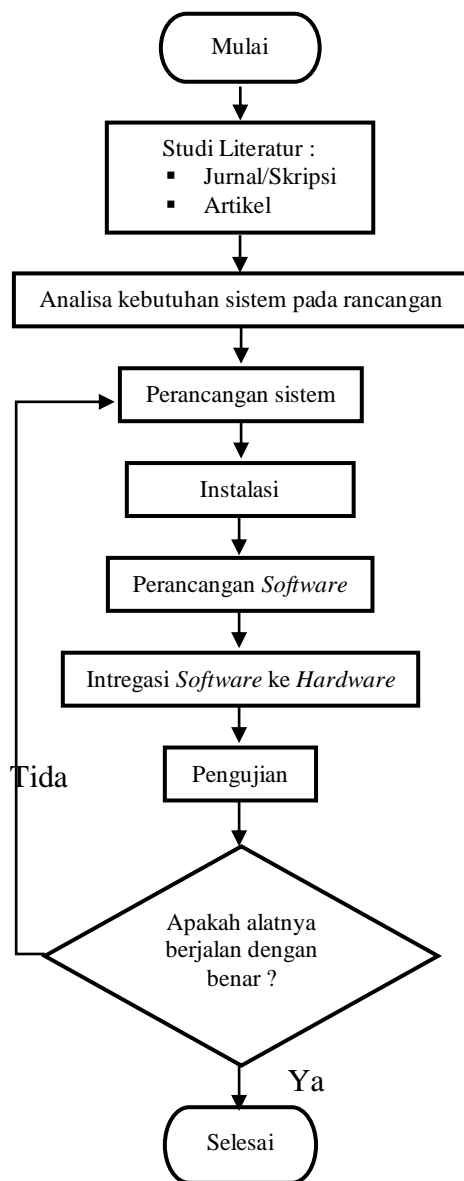 Mulai
Studi Literatur :
▪ Jurnal/Skripsi
▪ Artikel
Analisa kebutuhan sistem pada rancangan
Perancangan sistem
Instalasi
Perancangan Software
Intregasi Software ke Hardware
Pengujian
Tida
Apakah alatnya
berjalan dengan
benar ?
Ya
Selesai